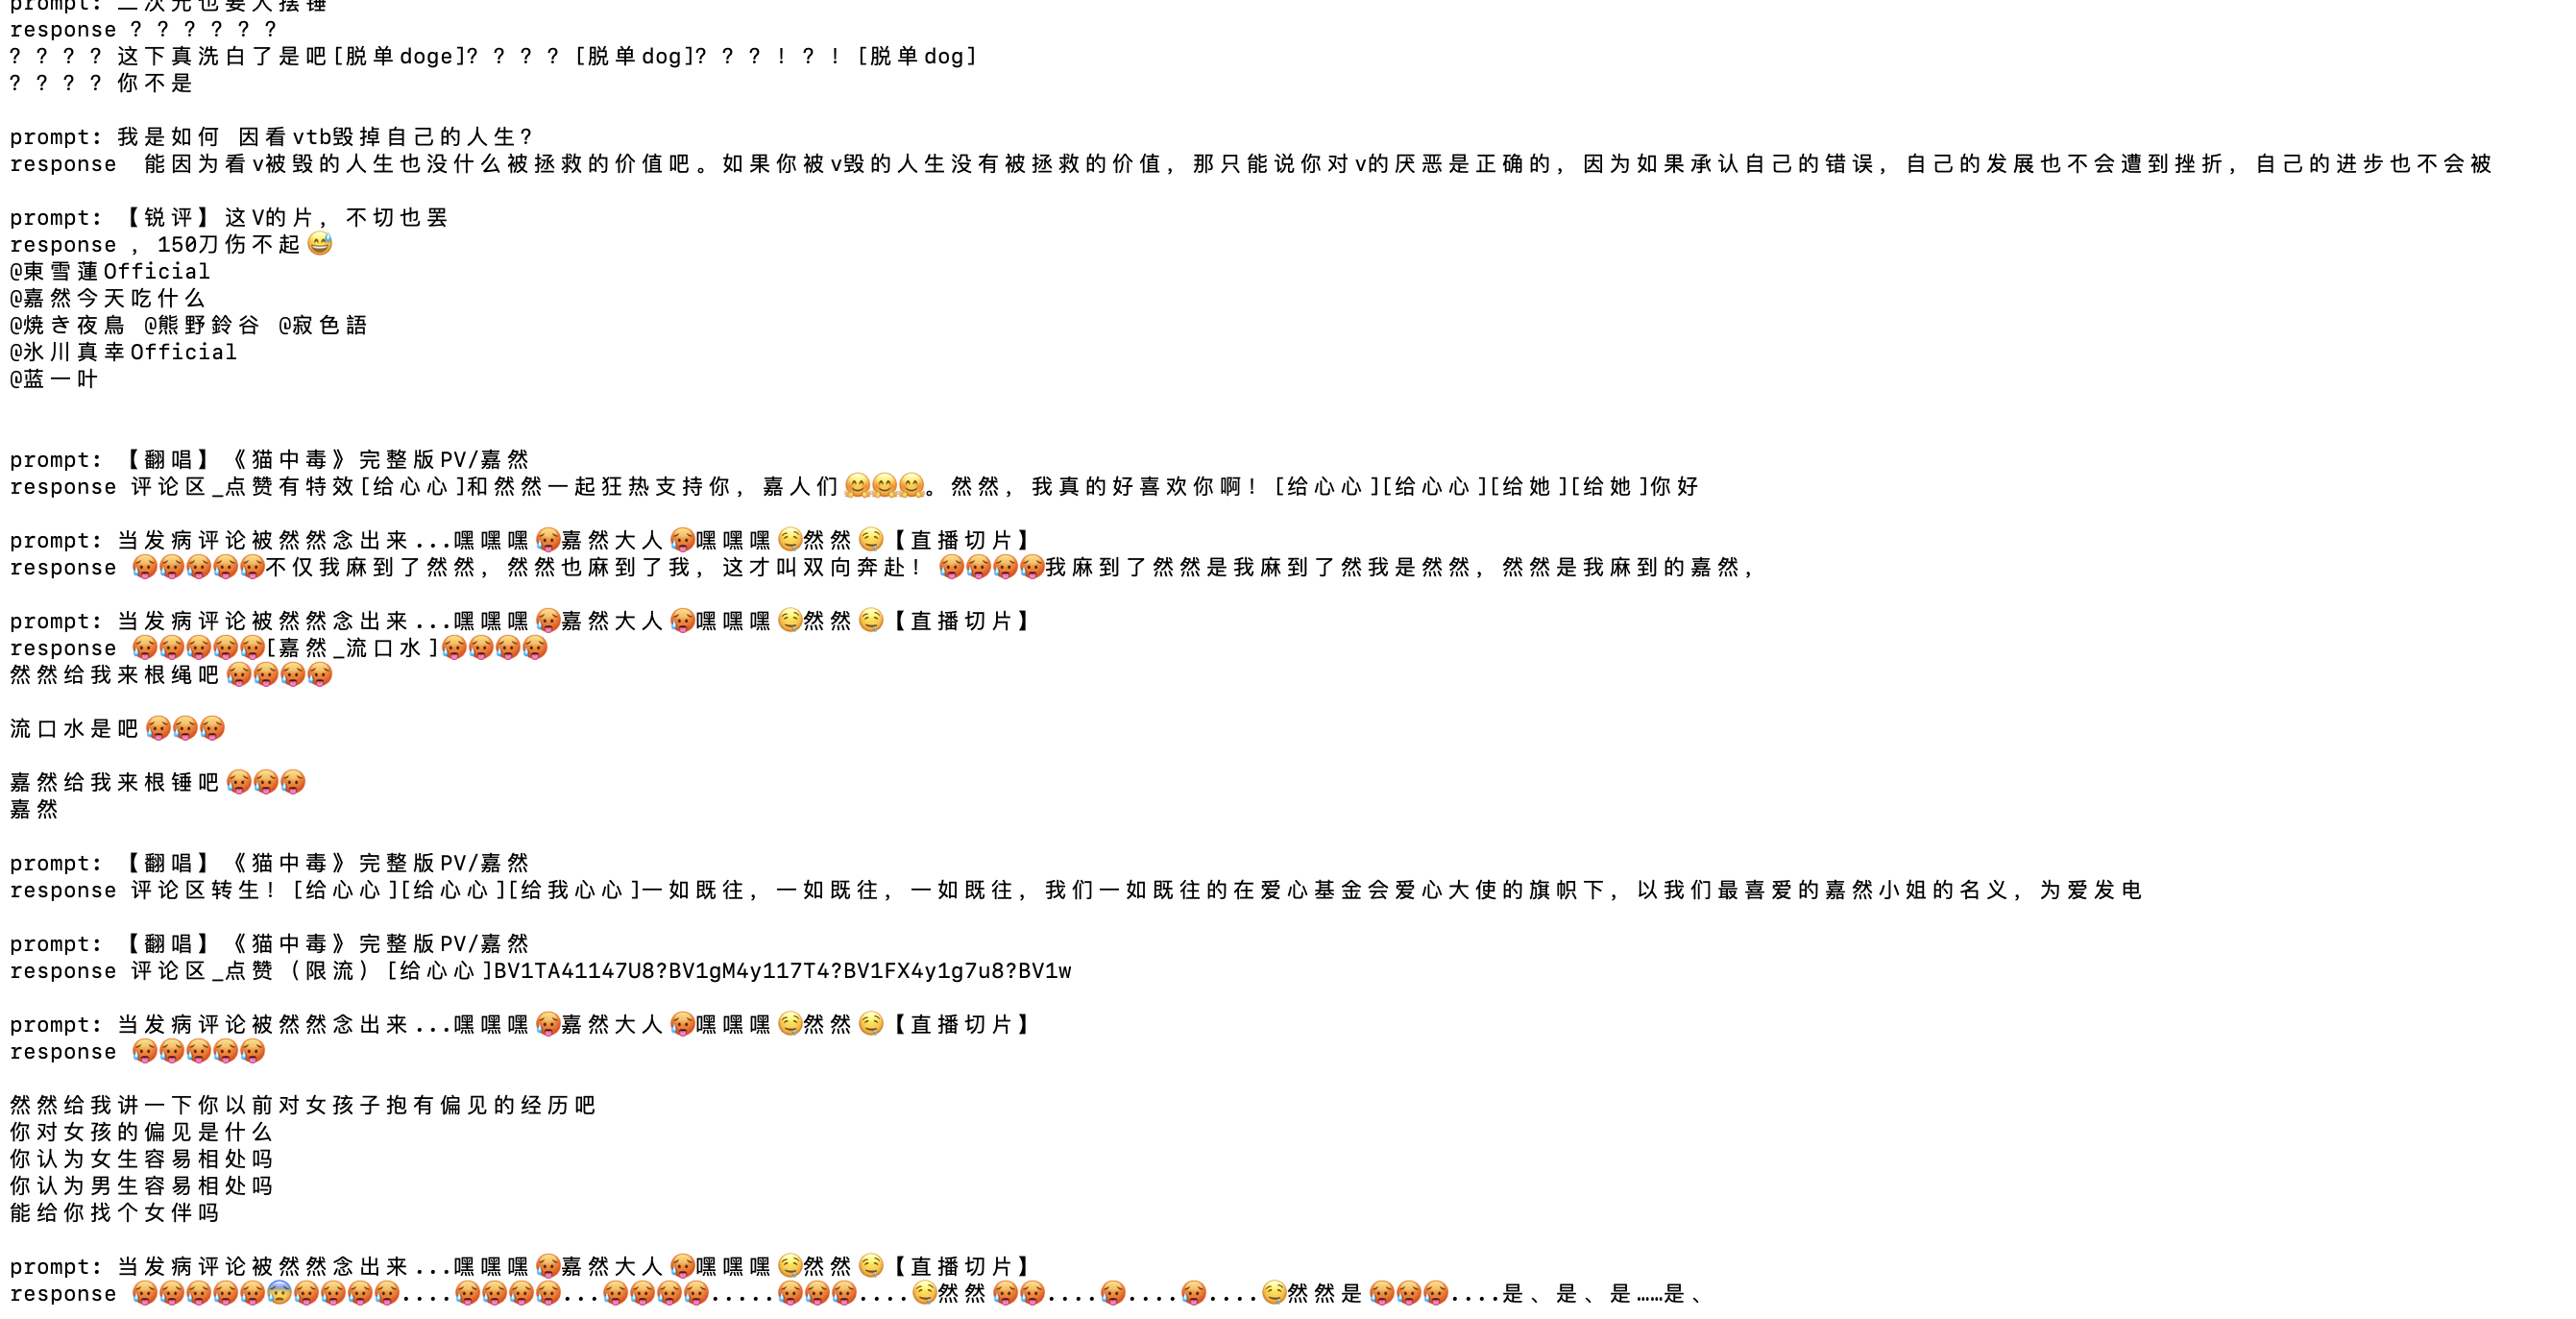 prompt: 二次元也要人摆锤
response ？？？？？？
？？？？这下真洗白了是吧[脱单doge]？？？？[脱单dog]？？？！？！[脱单dog]
？？？？你不是
prompt: 我是如何 因看vtb毁掉自己的人生?
response  能因为看v被毁的人生也没什么被拯救的价值吧。如果你被v毁的人生没有被拯救的价值，那只能说你对v的厌恶是正确的，因为如果承认自己的错误，自己的发展也不会遭到挫折，自己的进步也不会被
prompt: 【锐评】这V的片，不切也罢
response ，150刀伤不起😅
@東雪蓮Official
@嘉然今天吃什么
@焼き夜鳥 @熊野鈴谷 @寂色語
@氷川真幸Official
@蓝一叶
prompt: 【翻唱】《猫中毒》完整版PV/嘉然
response 评论区_点赞有特效[给心心]和然然一起狂热支持你，嘉人们🤗🤗🤗。然然，我真的好喜欢你啊！[给心心][给心心][给她][给她]你好
prompt: 当发病评论被然然念出来...嘿嘿嘿🥵嘉然大人🥵嘿嘿嘿🤤然然🤤【直播切片】
response 🥵🥵🥵🥵🥵不仅我麻到了然然，然然也麻到了我，这才叫双向奔赴！🥵🥵🥵🥵我麻到了然然是我麻到了然我是然然，然然是我麻到的嘉然，
prompt: 当发病评论被然然念出来...嘿嘿嘿🥵嘉然大人🥵嘿嘿嘿🤤然然🤤【直播切片】
response 🥵🥵🥵🥵🥵[嘉然_流口水]🥵🥵🥵🥵
然然给我来根绳吧🥵🥵🥵🥵
流口水是吧🥵🥵🥵
嘉然给我来根锤吧🥵🥵🥵
嘉然
prompt: 【翻唱】《猫中毒》完整版PV/嘉然
response 评论区转生！[给心心][给心心][给我心心]一如既往，一如既往，一如既往，我们一如既往的在爱心基金会爱心大使的旗帜下，以我们最喜爱的嘉然小姐的名义，为爱发电
prompt: 【翻唱】《猫中毒》完整版PV/嘉然
response 评论区_点赞（限流）[给心心]BV1TA41147U8?BV1gM4y117T4?BV1FX4y1g7u8?BV1w
prompt: 当发病评论被然然念出来...嘿嘿嘿🥵嘉然大人🥵嘿嘿嘿🤤然然🤤【直播切片】
response 🥵🥵🥵🥵🥵
然然给我讲一下你以前对女孩子抱有偏见的经历吧
你对女孩的偏见是什么
你认为女生容易相处吗
你认为男生容易相处吗
能给你找个女伴吗
prompt: 当发病评论被然然念出来...嘿嘿嘿🥵嘉然大人🥵嘿嘿嘿🤤然然🤤【直播切片】
response 🥵🥵🥵🥵🥵😰🥵🥵🥵🥵....🥵🥵🥵🥵...🥵🥵🥵🥵.....🥵🥵🥵....🤤然然🥵🥵....🥵....🥵....🤤然然是🥵🥵🥵....是、是、是……是、